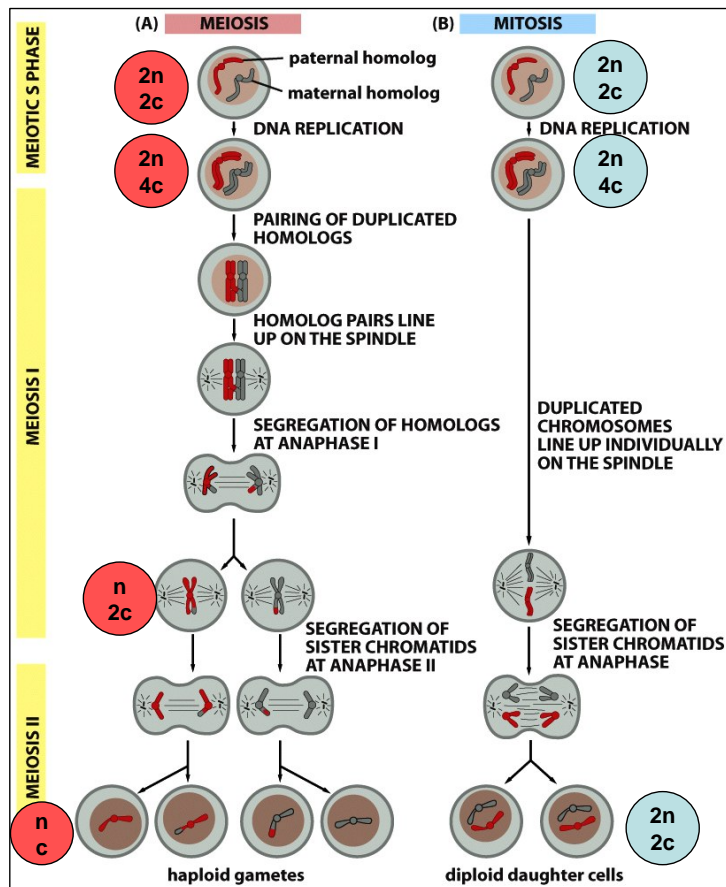 (A) MEIOSIS
(B) MITOSIS
MEIOTIC S PHASE
MEIOSIS I
MEIOSIS II
2n
2c
paternal homolog
maternal homolog
DNA REPLICATION
2n
4c
PAIRING OF DUPLICATED
HOMOLOGS
HOMOLOG PAIRS LINE
UP ON THE SPINDLE
SEGREGATION OF HOMOLOGS
AT ANAPHASE I
n
2c
SEGREGATION OF
SISTER CHROMATIDS
AT ANAPHASE II
n
c
haploid gametes
2n
2c
DNA REPLICATION
2n
4c
DUPLICATED
CHROMOSOMES
LINE UP INDIVIDUALLY
ON THE SPINDLE
SEGREGATION OF
SISTER CHROMATIDS
AT ANAPHASE
2n
2c
diploid daughter cells